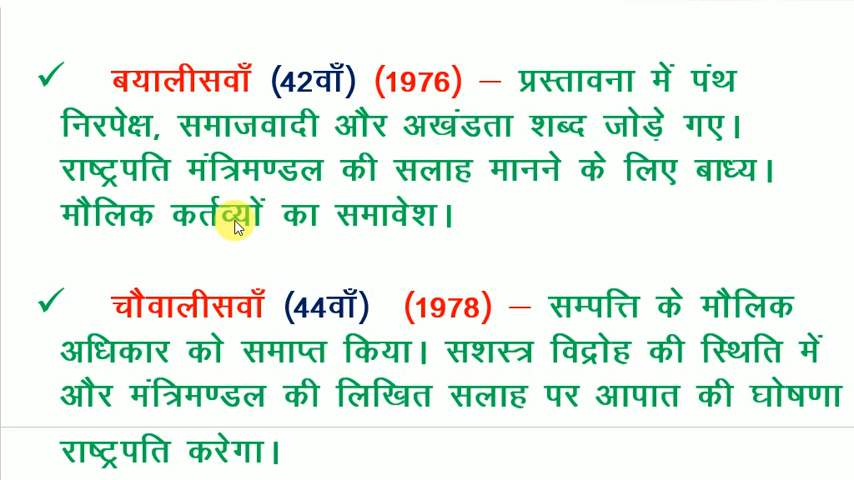 ✓ बयालीसवाँ (42वाँ) (1976) – प्रस्तावना में पंथ
निरपेक्ष, समाजवादी और अखंडता शब्द जोड़े गए।
राष्ट्रपति मंत्रिमण्डल की सलाह मानने के लिए बाध्य।
मौलिक कर्तव्यों का समावेश।
✓ चौवालीसवाँ (44वाँ) (1978) – सम्पत्ति के मौलिक
अधिकार को समाप्त किया। सशस्त्र विद्रोह की स्थिति में
और मंत्रिमण्डल की लिखित सलाह पर आपात की घोषणा
राष्ट्रपति करेगा।